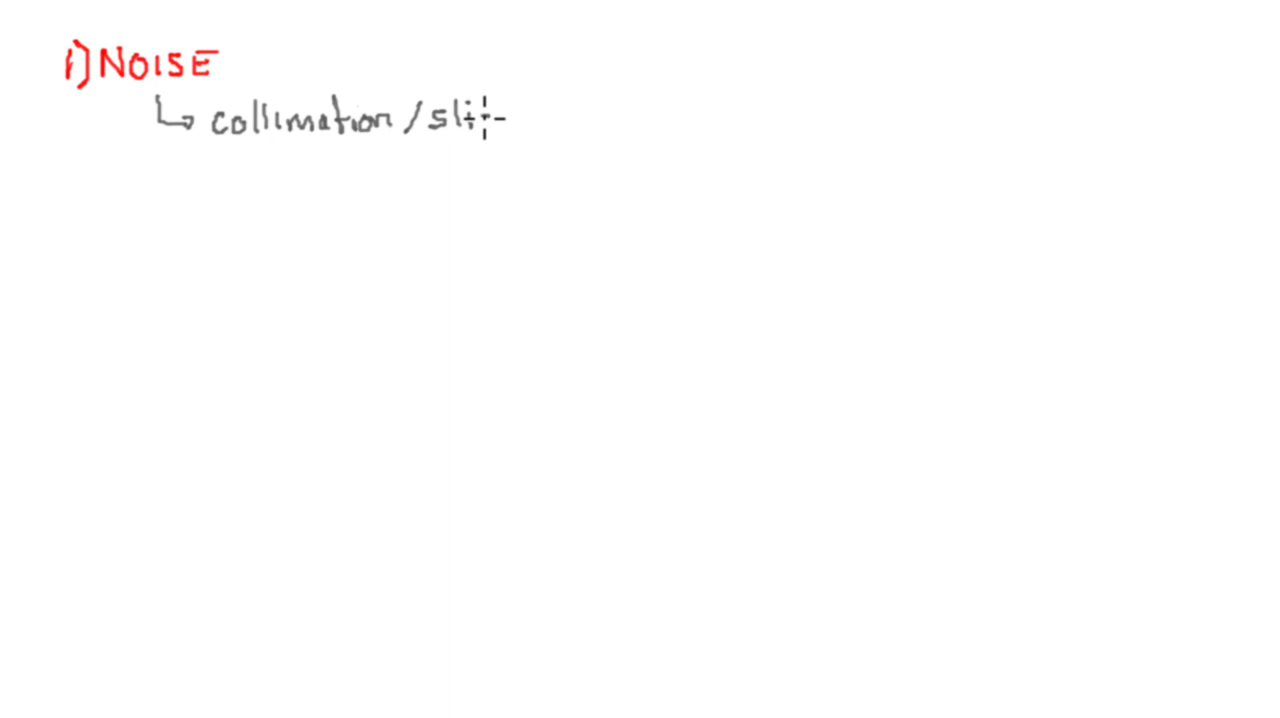 1) NOISE
↳ collimation / sli